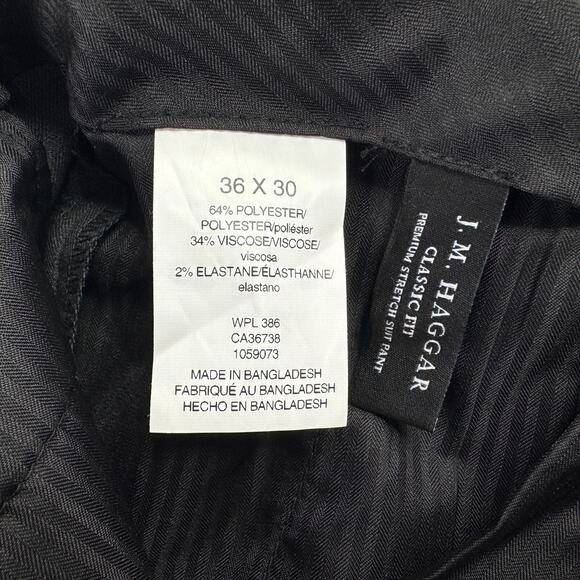 36 X 30
64% POLYESTER/
POLYESTER/poliéster
34% VISCOSE/VISCOSE/
viscosa
2% ELASTANE/ÉLASTHANNE/
elastano
WPL 386
CA36738
1059073
MADE IN BANGLADESH
FABRIQUÉ AU BANGLADESH
HECHO EN BANGLADESH
J. M. HAGGAR
CLASSIC FIT
PREMIUM STRETCH SUIT PANT